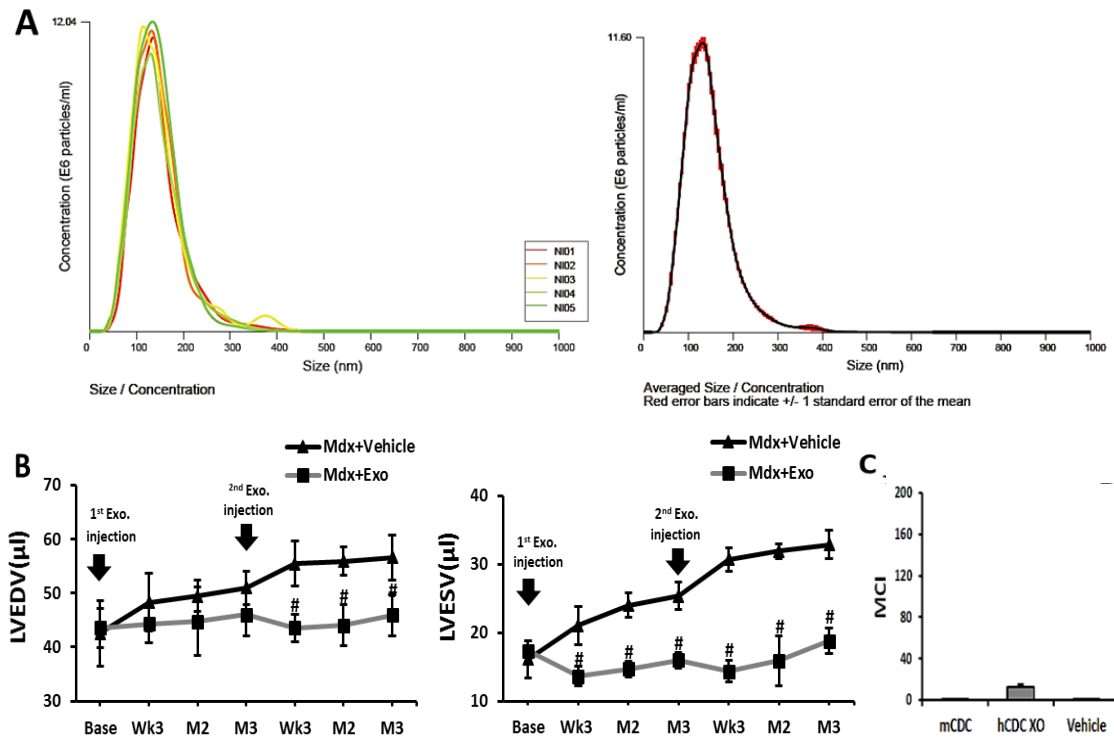 A
12.04
Concentration (E6 particles/ml)
NI01
NI02
NI03
NI04
NI05
0 100 200 300 400 500 600 700 800 900 1000
Size (nm)
Size / Concentration
11.60
Concentration (E6 particles/ml)
0
0 100 200 300 400 500 600 700 800 900 1000
Size (nm)
Averaged Size / Concentration
Red error bars indicate +/- 1 standard error of the mean
B
Mdx+Vehicle
Mdx+Exo
1st Exo.
injection
2nd Exo.
injection
LVEDV(µl)
70
60
50
40
30
# # #
Base Wk3 M2 M3 Wk3 M2 M3
Mdx+Vehicle
Mdx+Exo
1st Exo.
injection
2nd Exo.
injection
LVESV(µl)
40
30
20
10
# # # # # #
Base Wk3 M2 M3 Wk3 M2 M3
C
MCI
200
160
120
80
40
0
mCDC hCDC XO Vehicle